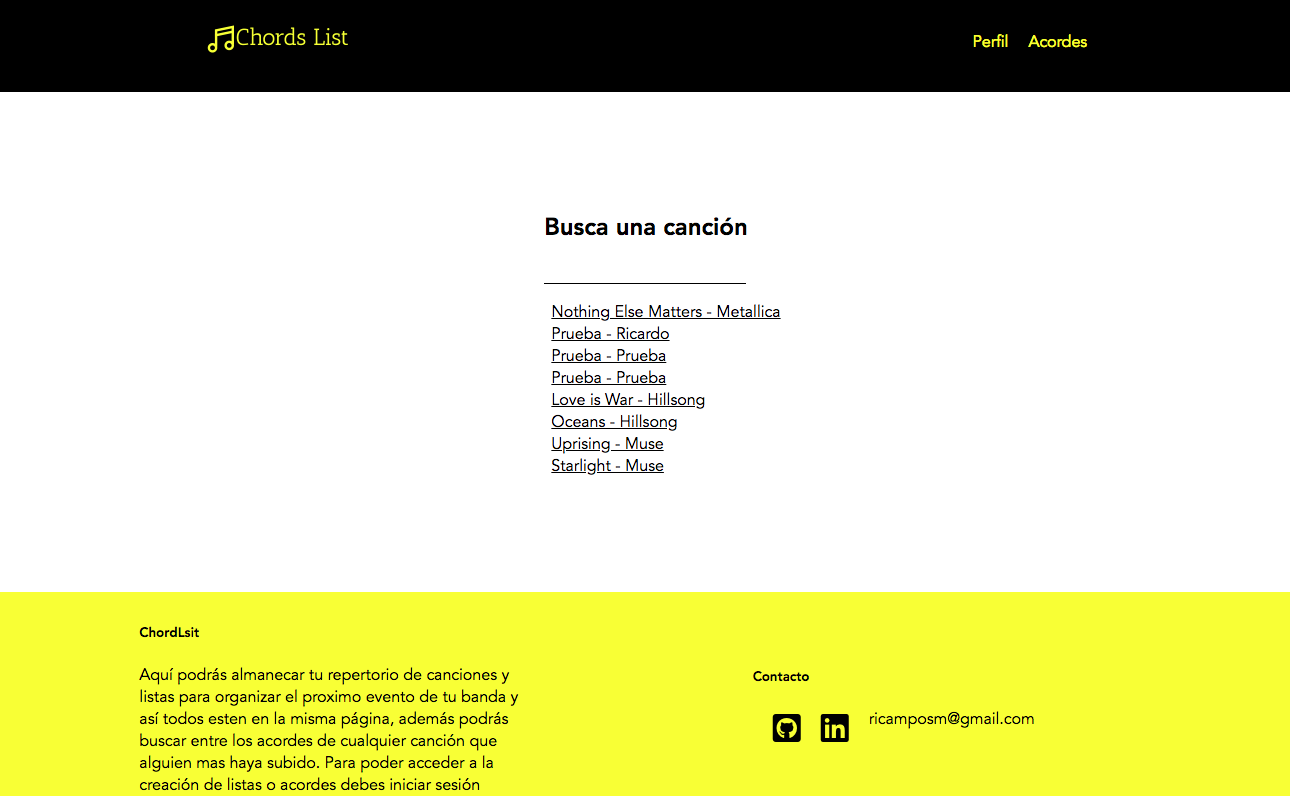 Chords List
Perfil Acordes
Busca una canción
Nothing Else Matters - Metallica
Prueba - Ricardo
Prueba - Prueba
Prueba - Prueba
Love is War - Hillsong
Oceans - Hillsong
Uprising - Muse
Starlight - Muse
ChordLsit
Aquí podrás almanecar tu repertorio de canciones y
listas para organizar el proximo evento de tu banda y
así todos esten en la misma página, además podrás
buscar entre los acordes de cualquier canción que
alguien mas haya subido. Para poder acceder a la
creación de listas o acordes debes iniciar sesión
Contacto
in ricamposm@gmail.com